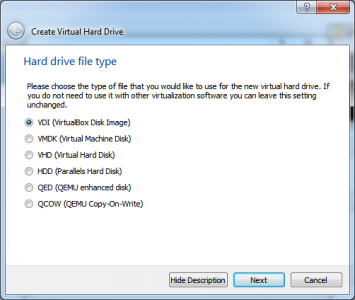 Create Virtual Hard Drive
Hard drive file type
Please choose the type of file that you would like to use for the new virtual hard drive. If
you do not need to use it with other virtualization software you can leave this setting
unchanged.
VDI (VirtualBox Disk Image)
VMDK (Virtual Machine Disk)
VHD (Virtual Hard Disk)
HDD (Parallels Hard Disk)
QED (QEMU enhanced disk)
QCOW (QEMU Copy-On-Write)
Hide Description Next Cancel